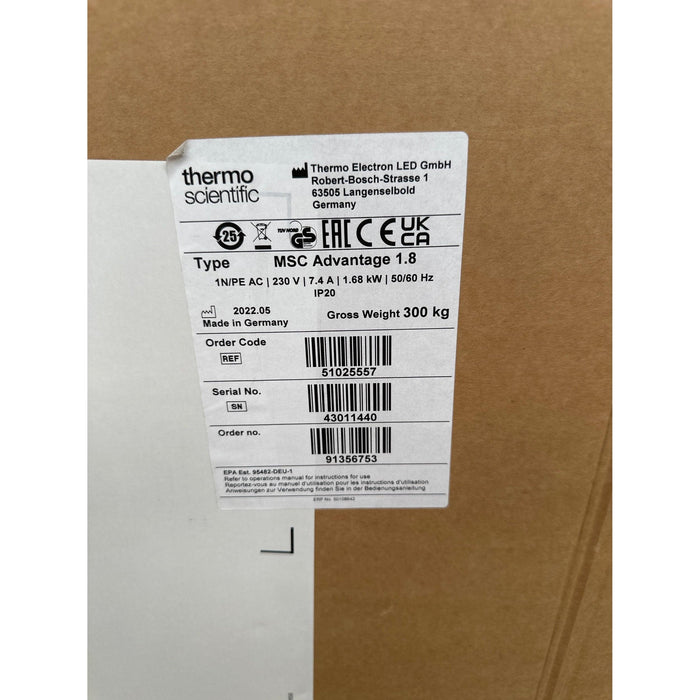 thermo
scientific
Thermo Electron LED GmbH
Robert-Bosch-Strasse 1
63505 Langenselbold
Germany
25 TUV NORD GS EAC CE UK CA
Type MSC Advantage 1.8
1N/PE AC | 230 V | 7.4 A | 1.68 kW | 50/60 Hz
IP20
2022.05
Made in Germany
Gross Weight 300 kg
Order Code
REF
51025557
Serial No.
SN
43011440
Order no.
91356753
EPA Est. 95482-DEU-1
Refer to operations manual for instructions for use
Reportez-vous au manuel d'utilisation pour les instructions d'utilisation
Anweisungen zur Verwendung finden Sie in der Bedienungsanleitung